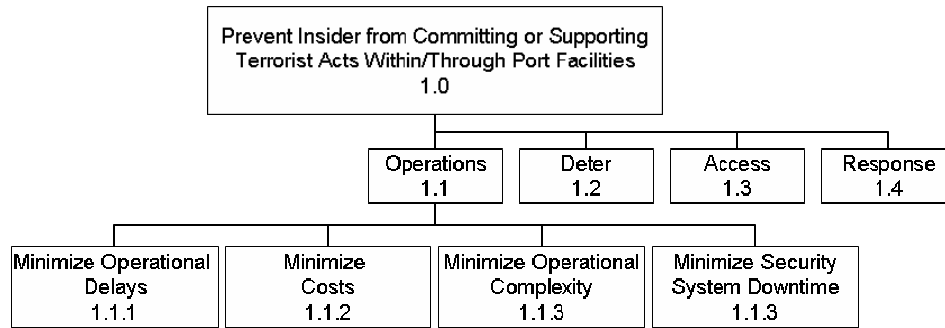 Prevent Insider from Committing or Supporting
Terrorist Acts Within/Through Port Facilities
1.0
Operations
1.1
Deter
1.2
Access
1.3
Response
1.4
Minimize Operational
Delays
1.1.1
Minimize
Costs
1.1.2
Minimize Operational
Complexity
1.1.3
Minimize Security
System Downtime
1.1.3